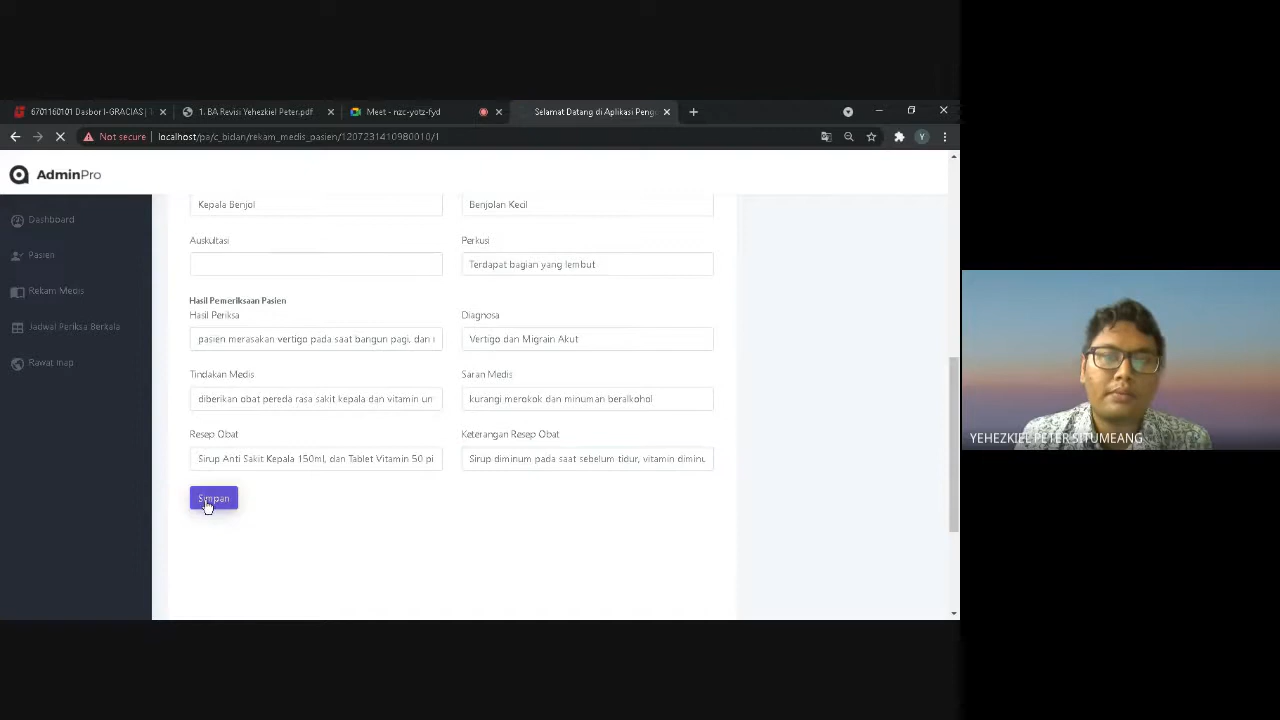 6701160101 Dasbor I-GRACIAS |
1. BA Revisi Yehezkiel Peter.pdf
Meet - nzc-yotz-fyd
Selamat Datang di Aplikasi Peng
Not secure
localhost/pa/c_bidan/rekam_medis_pasien/1207231410980010/1
Y
AdminPro
Dashboard
Pasien
Rekam Medis
Jadwal Periksa Berkala
Rawat Inap
Kepala Benjol
Benjolan Kecil
Auskultasi
Perkusi
Terdapat bagian yang lembut
Hasil Pemeriksaan Pasien
Hasil Periksa
Diagnosa
pasien merasakan vertigo pada saat bangun pagi, dan
Vertigo dan Migrain Akut
Tindakan Medis
Saran Medis
diberikan obat pereda rasa sakit kepala dan vitamin un
kurangi merokok dan minuman beralkohol
Resep Obat
Keterangan Resep Obat
Sirup Anti Sakit Kepala 150ml, dan Tablet Vitamin 50 pi
Sirup diminum pada saat sebelum tidur, vitamin diminu
Simpan
YEHEZKIEL PETER SITUMEANG